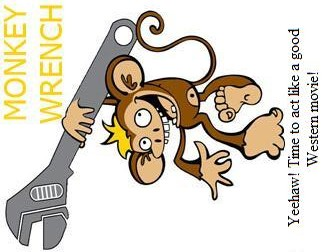 MONKEY
WRENCH
Yeehaw! Time to act like a good
Western movie!